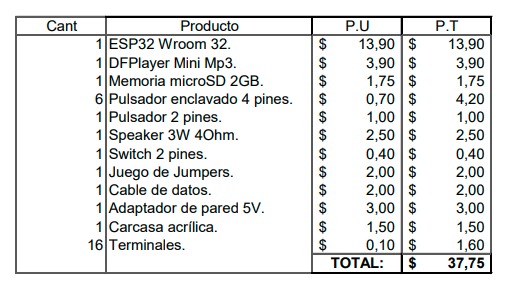 Cant Producto P.U P.T
1 ESP32 Wroom 32. $ 13,90 $ 13,90
1 DFPlayer Mini Mp3. $ 3,90 $ 3,90
1 Memoria microSD 2GB. $ 1,75 $ 1,75
6 Pulsador enclavado 4 pines. $ 0,70 $ 4,20
1 Pulsador 2 pines. $ 1,00 $ 1,00
1 Speaker 3W 4Ohm. $ 2,50 $ 2,50
1 Switch 2 pines. $ 0,40 $ 0,40
1 Juego de Jumpers. $ 2,00 $ 2,00
1 Cable de datos. $ 2,00 $ 2,00
1 Adaptador de pared 5V. $ 3,00 $ 3,00
1 Carcasa acrílica. $ 1,50 $ 1,50
16 Terminales. $ 0,10 $ 1,60
TOTAL: $ 37,75